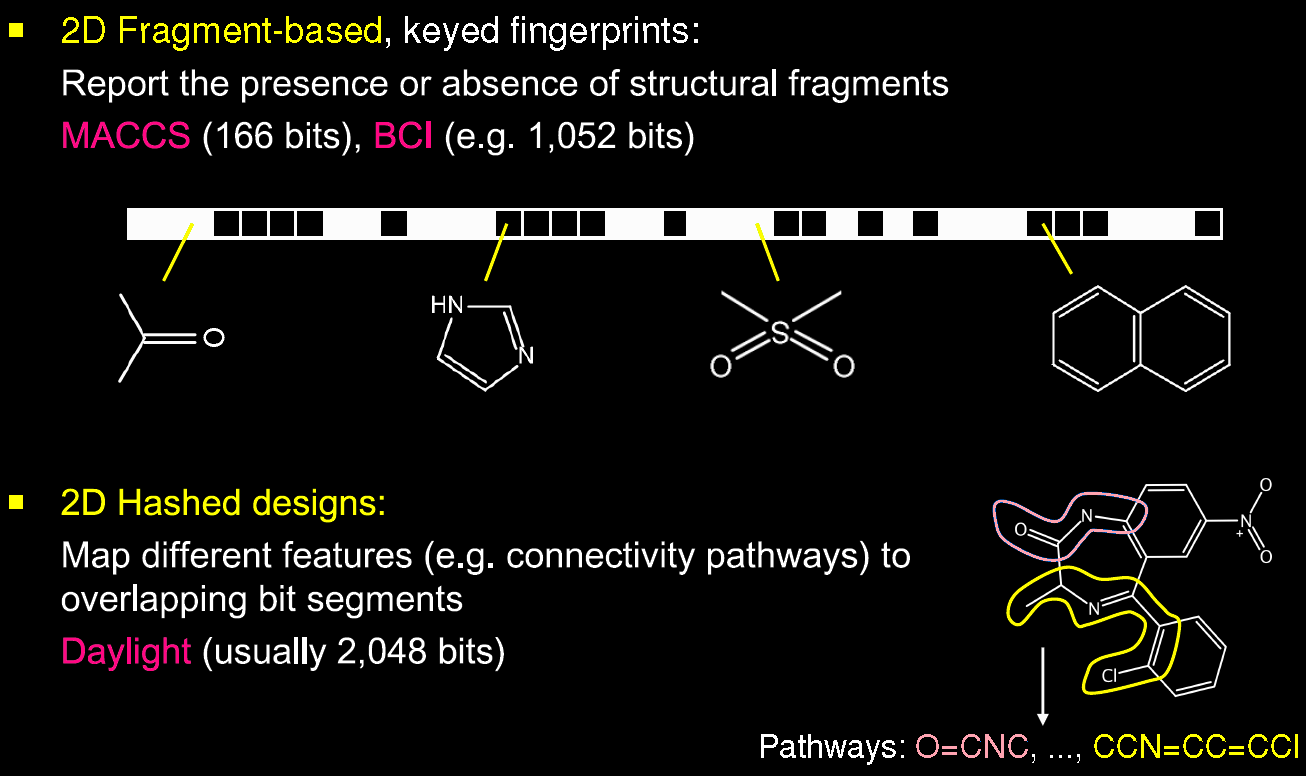 2D Fragment-based, keyed fingerprints:
Report the presence or absence of structural fragments
MACCS (166 bits), BCI (e.g. 1,052 bits)
O
HN
N
S
O
O
2D Hashed designs:
Map different features (e.g. connectivity pathways) to
overlapping bit segments
Daylight (usually 2,048 bits)
O
N
O
N
+
O
N
Cl
Pathways: O=CNC, ..., CCN=CC=CCl